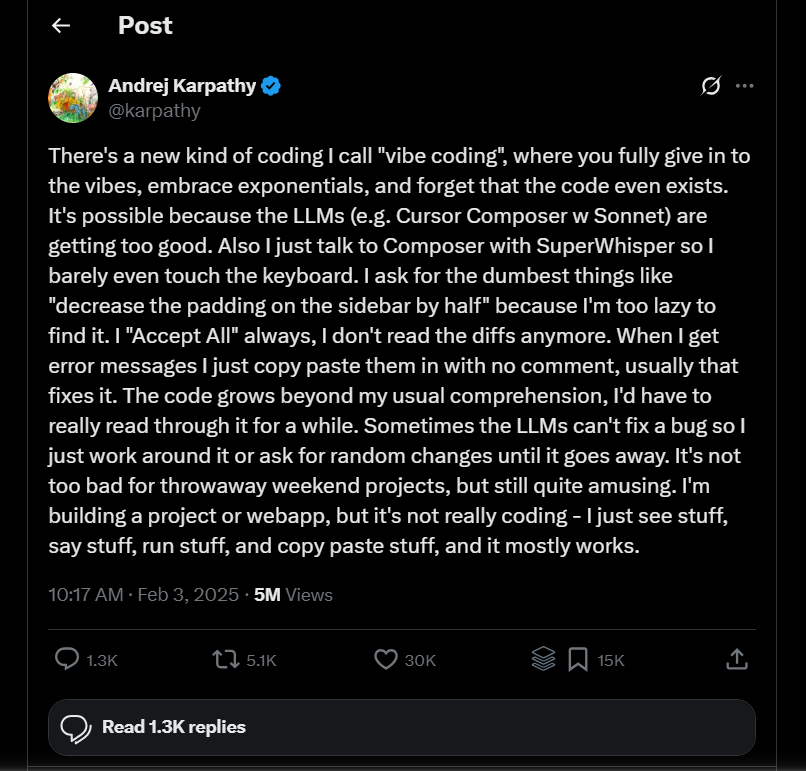 Post
Andrej Karpathy
@karpathy
There's a new kind of coding I call "vibe coding", where you fully give in to
the vibes, embrace exponentials, and forget that the code even exists.
It's possible because the LLMs (e.g. Cursor Composer w Sonnet) are
getting too good. Also I just talk to Composer with SuperWhisper so I
barely even touch the keyboard. I ask for the dumbest things like
"decrease the padding on the sidebar by half" because I'm too lazy to
find it. I "Accept All" always, I don't read the diffs anymore. When I get
error messages I just copy paste them in with no comment, usually that
fixes it. The code grows beyond my usual comprehension, I'd have to
really read through it for a while. Sometimes the LLMs can't fix a bug so I
just work around it or ask for random changes until it goes away. It's not
too bad for throwaway weekend projects, but still quite amusing. I'm
building a project or webapp, but it's not really coding - I just see stuff,
say stuff, run stuff, and copy paste stuff, and it mostly works.
10:17 AM · Feb 3, 2025 · 5M Views
1.3K 5.1K 30K 15K
Read 1.3K replies